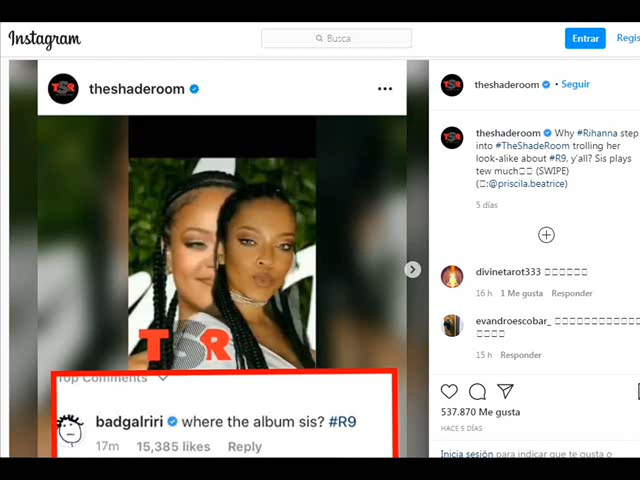 Instagram
Busca
Entrar
Regis
theshaderoom
theshaderoom • Seguir
theshaderoom Why #Rihanna step
into #TheShadeRoom trolling her
look-alike about #R9, y'all? Sis plays
tew much (SWIPE)
(:@priscila.beatrice)
5 días
divinetarot333
16 h 1 Me gusta Responder
evandroescobar_
15 h Responder
TSR
Top Comments
badgalriri where the album sis? #R9
17m 15,385 likes Reply
537.870 Me gusta
HACE 5 DÍAS
Inicia sesión para indicar que te gusta o